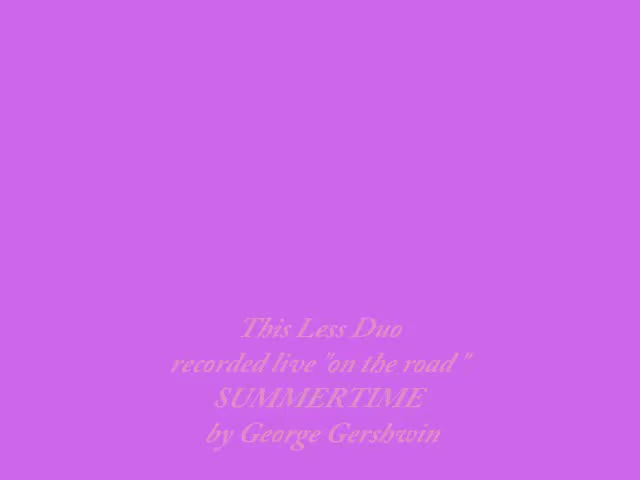 This Less Duo
recorded live "on the road "
SUMMERTIME
by George Gershwin